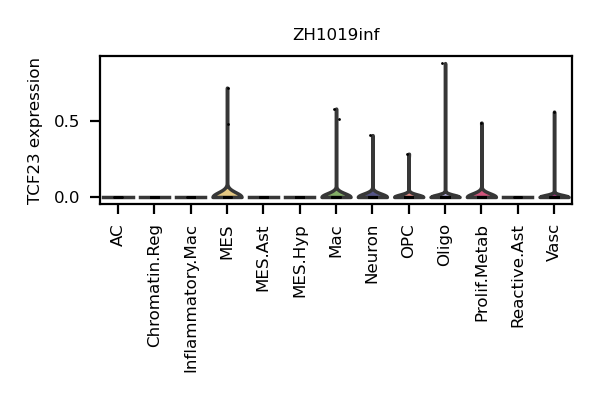 ZH1019inf
TCF23 expression
0.5
0.0
AC
Chromatin.Reg
Inflammatory.Mac
MES
MES.Ast
MES.Hyp
Mac
Neuron
OPC
Oligo
Prolif.Metab
Reactive.Ast
Vasc